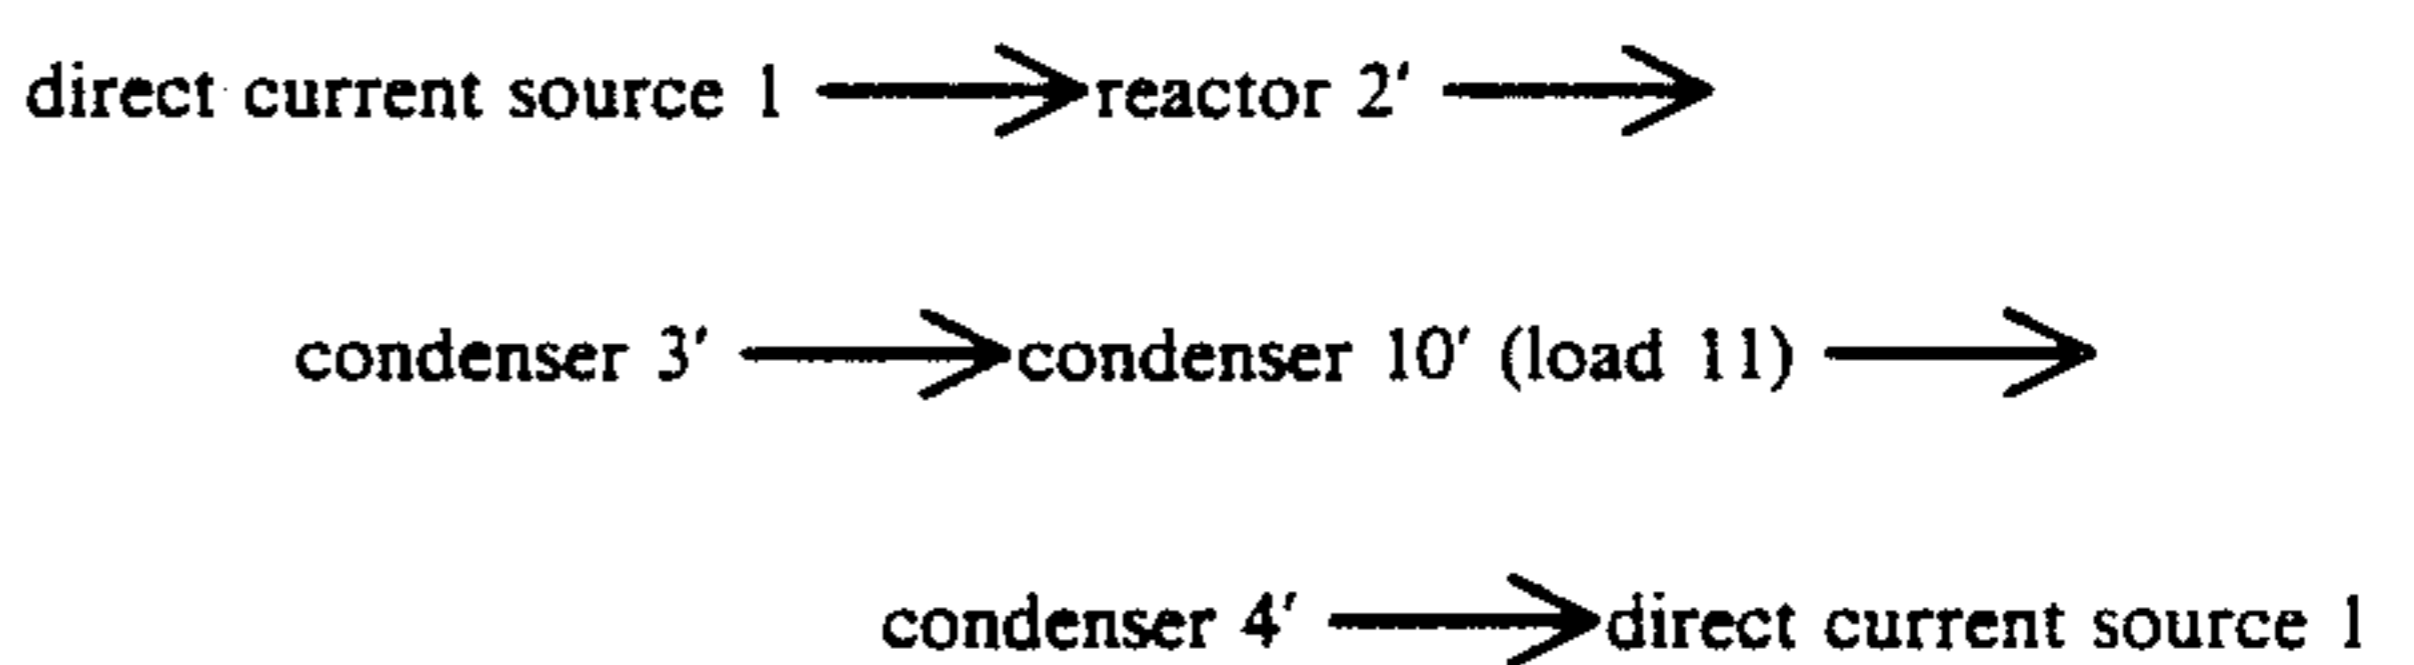 direct current source 1 ⟶ reactor 2′ ⟶
condenser 3′ ⟶ condenser 10′ (load 11) ⟶
condenser 4′ ⟶ direct current source 1